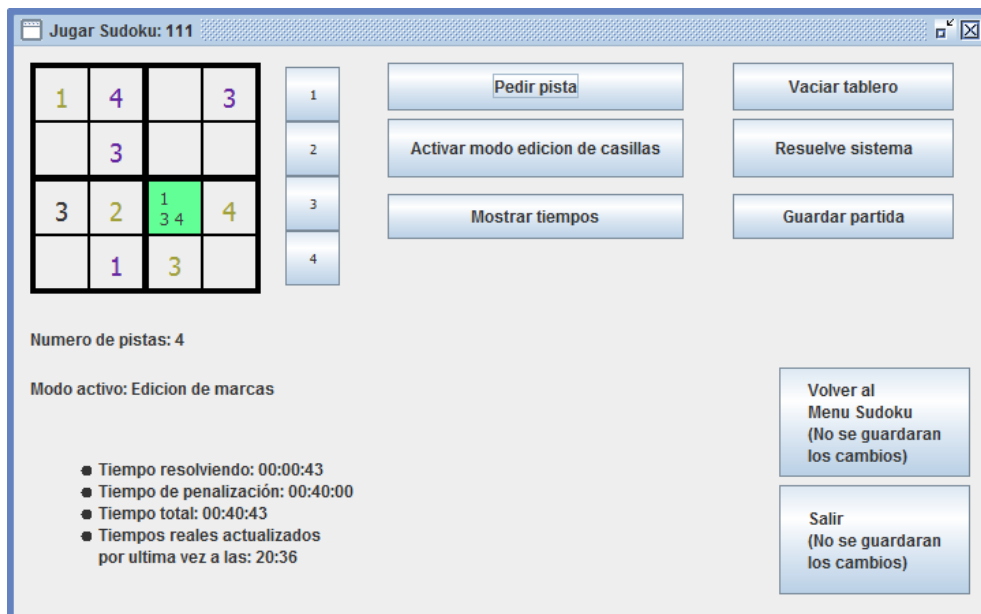 Jugar Sudoku: 111
1 4 3
3
3 2 1 4
3 4
1 3
1
2
3
4
Pedir pista
Vaciar tablero
Activar modo edicion de casillas
Resuelve sistema
Mostrar tiempos
Guardar partida
Numero de pistas: 4
Modo activo: Edicion de marcas
Tiempo resolviendo: 00:00:43
Tiempo de penalización: 00:40:00
Tiempo total: 00:40:43
Tiempos reales actualizados
por ultima vez a las: 20:36
Volver al
Menu Sudoku
(No se guardaran
los cambios)
Salir
(No se guardaran
los cambios)